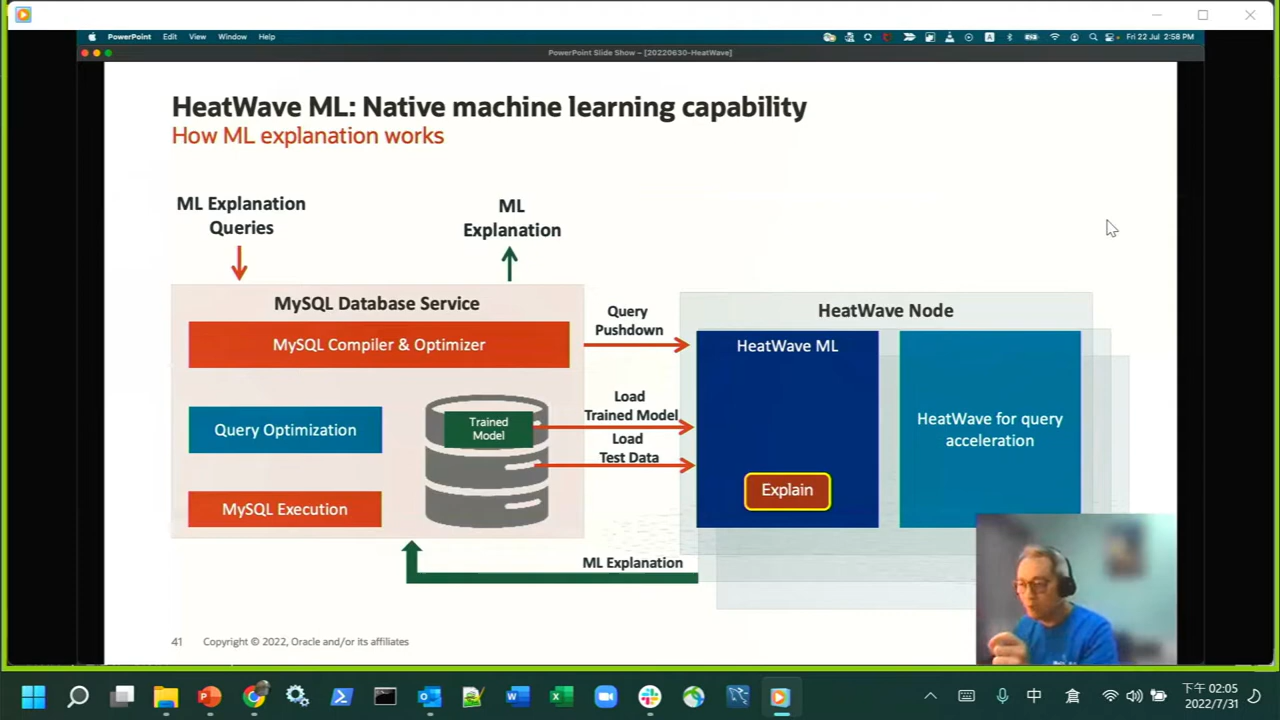 PowerPoint Edit View Window Help
A
Fri 22 Jul 2:58 PM
PowerPoint Slide Show – [20220630-HeatWave]
HeatWave ML: Native machine learning capability
How ML explanation works
ML Explanation
Queries
ML
Explanation
MySQL Database Service
MySQL Compiler & Optimizer
Query Optimization
MySQL Execution
Trained
Model
Query
Pushdown
Load
Trained Model
Load
Test Data
ML Explanation
HeatWave Node
HeatWave ML
Explain
HeatWave for query
acceleration
41 Copyright © 2022, Oracle and/or its affiliates
中
倉
下午 02:05
2022/7/31